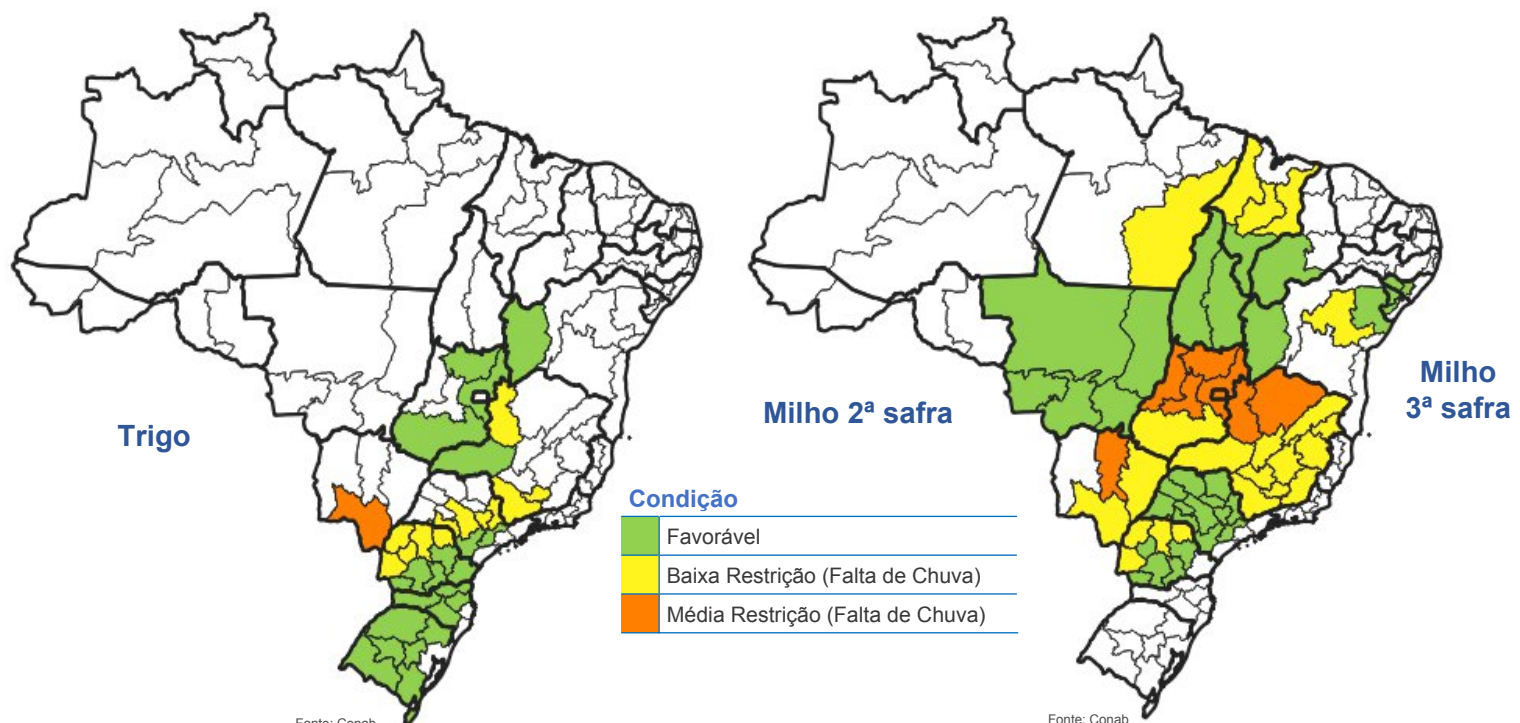 Trigo
Milho 2ª safra
Milho
3ª safra
Condição
Favorável
Baixa Restrição (Falta de Chuva)
Média Restrição (Falta de Chuva)
Fonte: Conab
Fonte: Conab